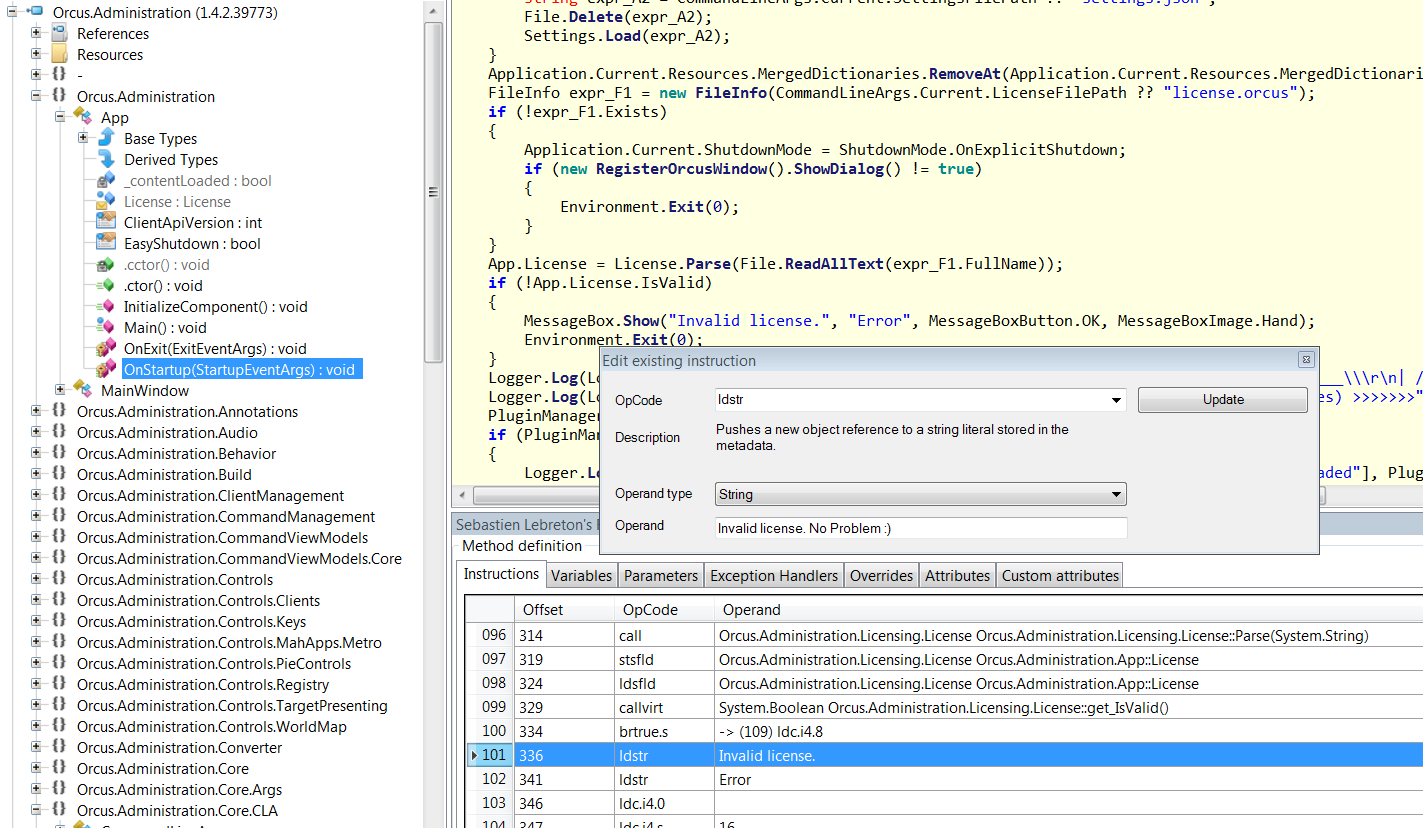 Orcus.Administration (1.4.2.39773)
References
Resources
-
Orcus.Administration
App
Base Types
Derived Types
_contentLoaded : bool
License : License
ClientApiVersion : int
EasyShutdown : bool
.cctor() : void
.ctor() : void
InitializeComponent() : void
Main() : void
OnExit(ExitEventArgs) : void
OnStartup(StartupEventArgs) : void
MainWindow
Orcus.Administration.Annotations
Orcus.Administration.Audio
Orcus.Administration.Behavior
Orcus.Administration.Build
Orcus.Administration.ClientManagement
Orcus.Administration.CommandManagement
Orcus.Administration.CommandViewModels
Orcus.Administration.CommandViewModels.Core
Orcus.Administration.Controls
Orcus.Administration.Controls.Clients
Orcus.Administration.Controls.Keys
Orcus.Administration.Controls.MahApps.Metro
Orcus.Administration.Controls.PieControls
Orcus.Administration.Controls.Registry
Orcus.Administration.Controls.TargetPresenting
Orcus.Administration.Controls.WorldMap
Orcus.Administration.Converter
Orcus.Administration.Core
Orcus.Administration.Core.Args
Orcus.Administration.Core.CLA
File.Delete(expr_A2);
Settings.Load(expr_A2);
}
Application.Current.Resources.MergedDictionaries.RemoveAt(Application.Current.Resources.MergedDictionari
FileInfo expr_F1 = new FileInfo(CommandLineArgs.Current.LicenseFilePath ?? "license.orcus");
if (!expr_F1.Exists)
{
Application.Current.ShutdownMode = ShutdownMode.OnExplicitShutdown;
if (new RegisterOrcusWindow().ShowDialog() != true)
{
Environment.Exit(0);
}
}
App.License = License.Parse(File.ReadAllText(expr_F1.FullName));
if (!App.License.IsValid)
{
MessageBox.Show("Invalid license.", "Error", MessageBoxButton.OK, MessageBoxImage.Hand);
Environment.Exit(0);
}
Logger.Log(Lo ___\\\r\n| /
Logger.Log(Lo es) >>>>>>>"
PluginManager
if (PluginMan
{
Logger.Lo aded"], Plug
Edit existing instruction
OpCode ldstr Update
Description Pushes a new object reference to a string literal stored in the
metadata.
Operand type String
Operand Invalid license. No Problem :)
Sebastien Lebreton's
Method definition
Instructions Variables Parameters Exception Handlers Overrides Attributes Custom attributes
Offset OpCode Operand
096 314 call Orcus.Administration.Licensing.License Orcus.Administration.Licensing.License::Parse(System.String)
097 319 stsfld Orcus.Administration.Licensing.License Orcus.Administration.App::License
098 324 ldsfld Orcus.Administration.Licensing.License Orcus.Administration.App::License
099 329 callvirt System.Boolean Orcus.Administration.Licensing.License::get_IsValid()
100 334 brtrue.s -> (109) ldc.i4.8
101 336 ldstr Invalid license.
102 341 ldstr Error
103 346 ldc.i4.0
104 347 ldc.i4.s 16